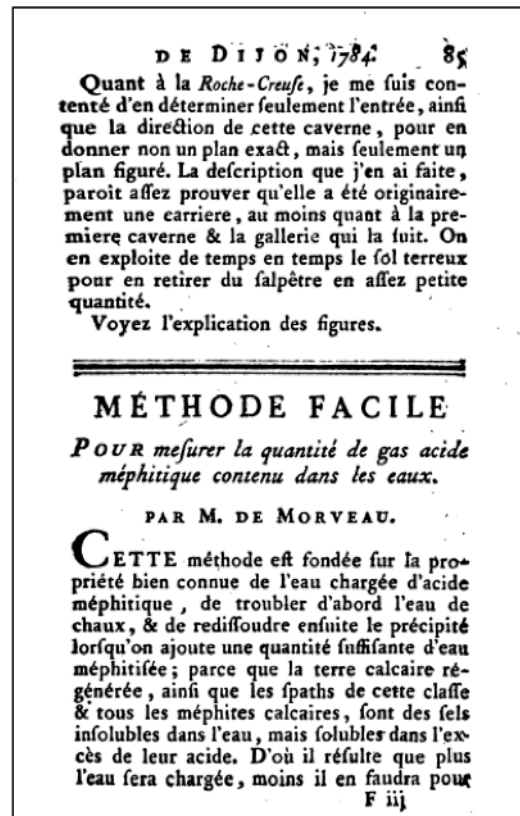 DE DIJON, 1784. 85
Quant à la Roche-Creuſe, je me ſuis con-
tenté d'en déterminer ſeulement l'entrée, ainſi
que la direction de cette caverne, pour en
donner non un plan exact, mais ſeulement un
plan figuré. La deſcription que j'en ai faite,
paroît aſſez prouver qu'elle a été originaire-
ment une carriere, au moins quant à la pre-
miere caverne & la gallerie qui la ſuit. On
en exploite de temps en temps le ſol terreux
pour en retirer du ſalpêtre en aſſez petite
quantité.
Voyez l'explication des figures.
MÉTHODE FACILE
POUR meſurer la quantité de gas acide
méphitique contenu dans les eaux.
PAR M. DE MORVEAU.
CETTE méthode eſt fondée ſur la pro-
priété bien connue de l'eau chargée d'acide
méphitique, de troubler d'abord l'eau de
chaux, & de rediſſoudre enſuite le précipité
lorſqu'on ajoute une quantité ſuffiſante d'eau
méphitiſée; parce que la terre calcaire ré-
générée, ainſi que les ſpaths de cette claſſe
& tous les méphites calcaires, ſont des ſels
inſolubles dans l'eau, mais ſolubles dans l'ex-
cès de leur acide. D'où il réſulte que plus
l'eau ſera chargée, moins il en faudra pour
F iij